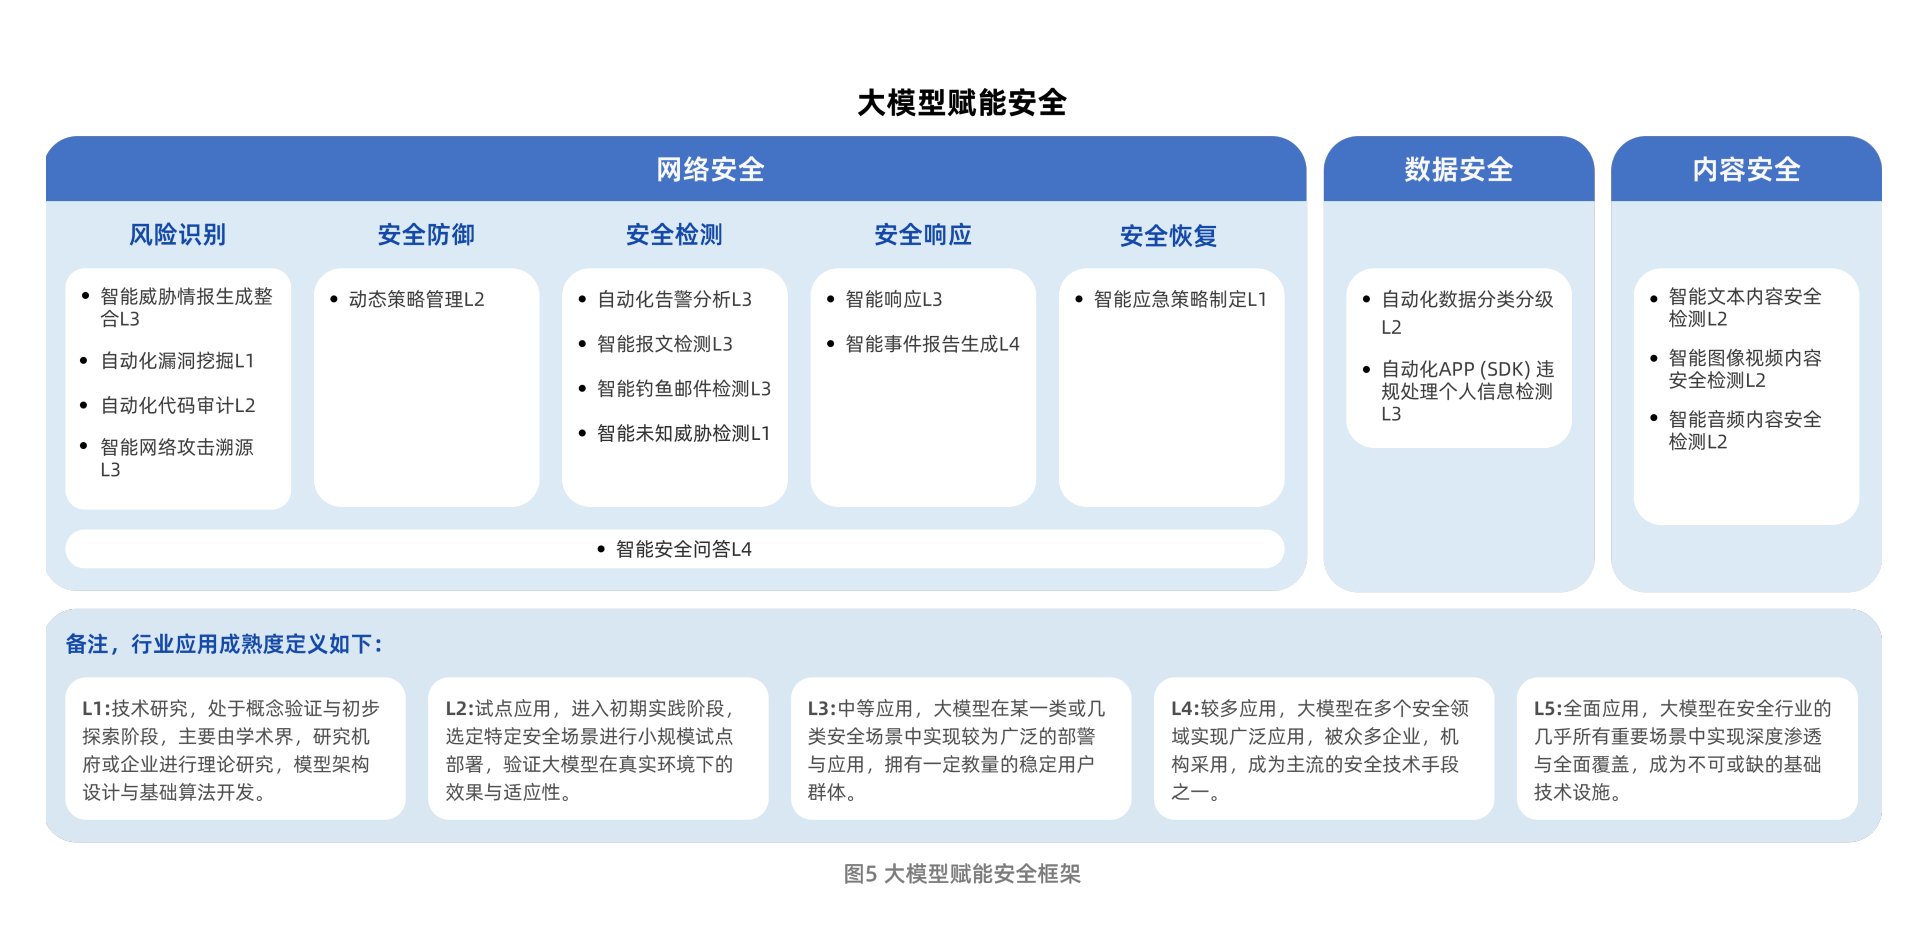 大模型赋能安全
网络安全
风险识别
智能威胁情报生成整
合L3
自动化漏洞挖掘L1
自动化代码审计L2
智能网络攻击溯源
L3
安全防御
动态策略管理L2
安全检测
自动化告警分析L3
智能报文检测L3
智能钓鱼邮件检测L3
智能未知威胁检测L1
安全响应
智能响应L3
智能事件报告生成L4
安全恢复
智能应急策略制定L1
智能安全问答L4
数据安全
自动化数据分类分级
L2
自动化APP (SDK) 违
规处理个人信息检测
L3
内容安全
智能文本内容安全
检测L2
智能图像视频内容
安全检测L2
智能音频内容安全
检测L2
备注，行业应用成熟度定义如下：
L1:技术研究，处于概念验证与初步
探索阶段，主要由学术界，研究机
府或企业进行理论研究，模型架构
设计与基础算法开发。
L2:试点应用，进入初期实践阶段，
选定特定安全场景进行小规模试点
部署，验证大模型在真实环境下的
效果与适应性。
L3:中等应用，大模型在某一类或几
类安全场景中实现较为广泛的部警
与应用，拥有一定教量的稳定用户
群体。
L4:较多应用，大模型在多个安全领
域实现广泛应用，被众多企业，机
构采用，成为主流的安全技术手段
之一。
L5:全面应用，大模型在安全行业的
几乎所有重要场景中实现深度渗透
与全面覆盖，成为不可或缺的基础
技术设施。
图5 大模型赋能安全框架